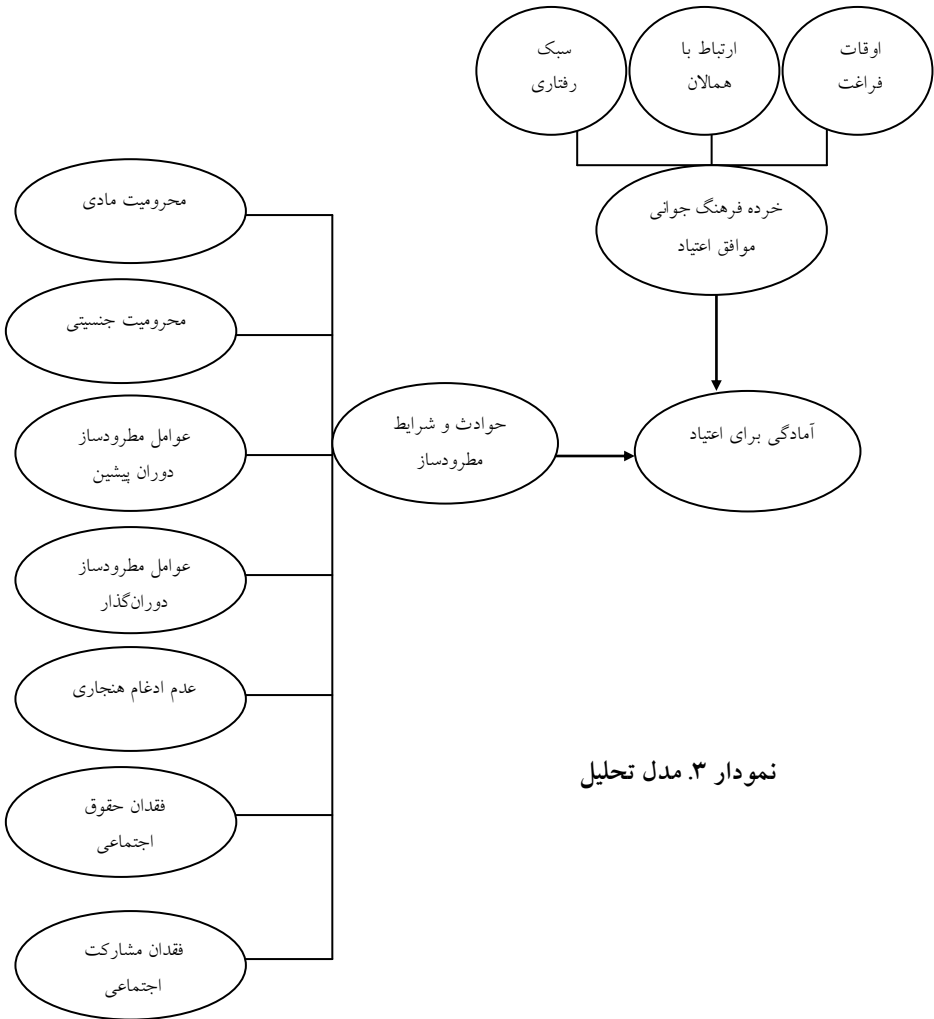 اوقات
فراغت
ارتباط با
همالان
سبک
رفتاری
خرده فرهنگ جوانی
موافق اعتیاد
آمادگی برای اعتیاد
حوادث و شرایط
مطرودساز
محرومیت مادی
محرومیت جنسیتی
عوامل مطرودساز
دوران پیشین
عوامل مطرودساز
دوران‌گذار
عدم ادغام هنجاری
فقدان حقوق
اجتماعی
فقدان مشارکت
اجتماعی
نمودار ۳. مدل تحلیل